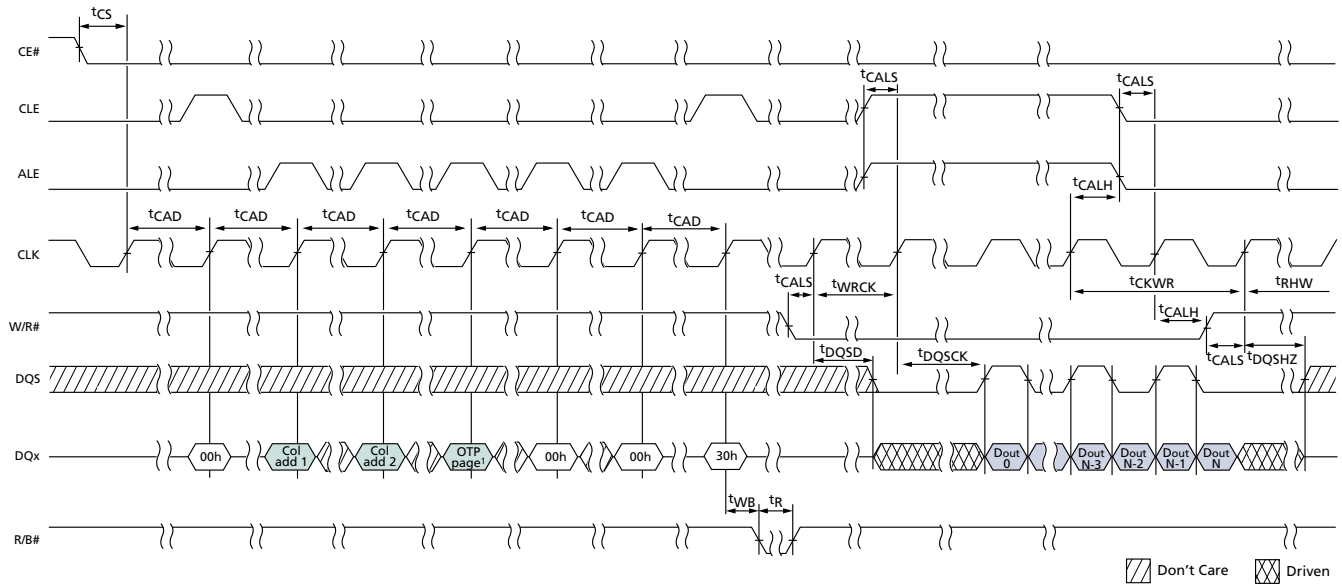 tCS
CE#
tCALS
tCALS
CLE
ALE
tCALH
tCAD
tCAD
tCAD
tCAD
tCAD
tCAD
tCAD
CLK
tCALS
tWRCK
tCKWR
tRHW
tCALH
W/R#
tDQSD
tDQSCK
tCALS
tDQSHZ
DQS
DQx
00h
Col
add 1
Col
add 2
OTP
page1
00h
00h
30h
Dout
0
Dout
N-3
Dout
N-2
Dout
N-1
Dout
N
tWB
tR
R/B#
Don't Care
Driven